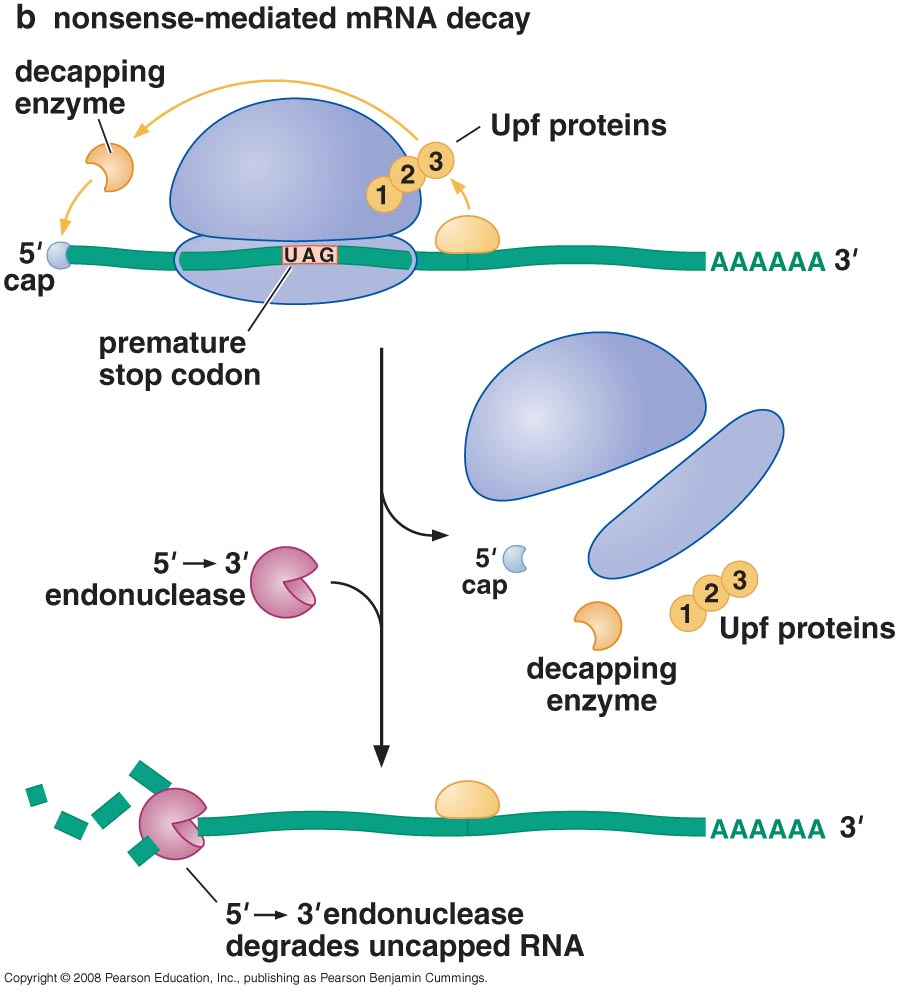 b nonsense-mediated mRNA decay
decapping
enzyme
Upf proteins
1 2 3
5′
cap
UAG
AAAAAA 3′
premature
stop codon
5′ → 3′
endonuclease
5′
cap
1 2 3
Upf proteins
decapping
enzyme
AAAAAA 3′
5′ → 3′ endonuclease
degrades uncapped RNA
Copyright © 2008 Pearson Education, Inc., publishing as Pearson Benjamin Cummings.